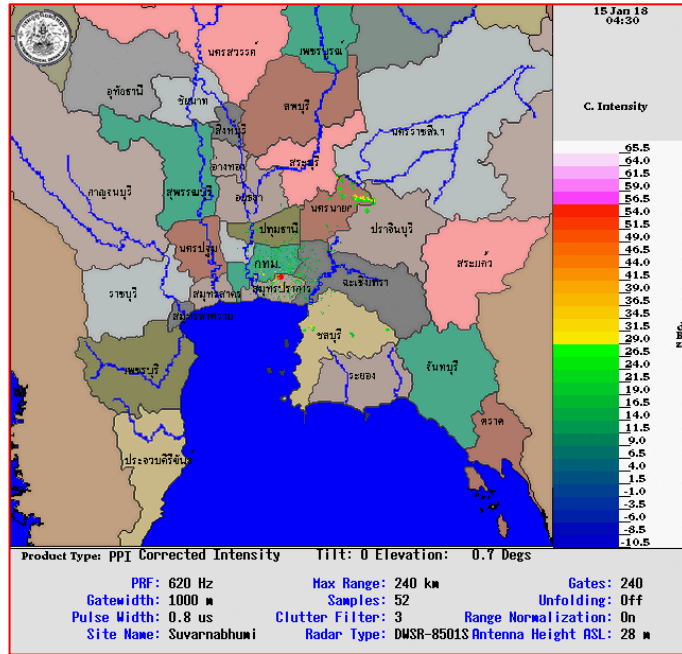 15 Jan 18
04:30
C. Intensity
65.5
64.0
61.5
59.0
56.5
54.0
51.5
49.0
46.5
44.0
41.5
39.0
36.5
34.0
31.5
29.0
26.5
24.0
21.5
19.0
16.5
14.0
11.5
9.0
6.5
4.0
1.5
-1.0
-3.5
-6.0
-8.5
-10.5
นครสวรรค์
เพชรบูรณ์
อุทัยธานี
ชัยนาท
ลพบุรี
สิงห์บุรี
นครราชสีมา
อ่างทอง
สระบุรี
กาญจนบุรี
สุพรรณบุรี
อยุธยา
นครนายก
ปราจีนบุรี
ปทุมธานี
นครปฐม
กทม.
สระแก้ว
ราชบุรี
สมุทรสาคร
สมุทรปราการ
ฉะเชิงเทรา
สมุทรสงคราม
ชลบุรี
เพชรบุรี
ระยอง
จันทบุรี
ตราด
ประจวบคีรีขันธ์
Product Type: PPI Corrected Intensity Tilt: 0 Elevation: 0.7 Degs
PRF: 620 Hz Max Range: 240 km Gates: 240
Gatewidth: 1000 m Samples: 52 Unfolding: Off
Pulse Width: 0.8 us Clutter Filter: 3 Range Normalization: On
Site Name: Suvarnabhumi Radar Type: DWSR-8501S Antenna Height ASL: 28 m